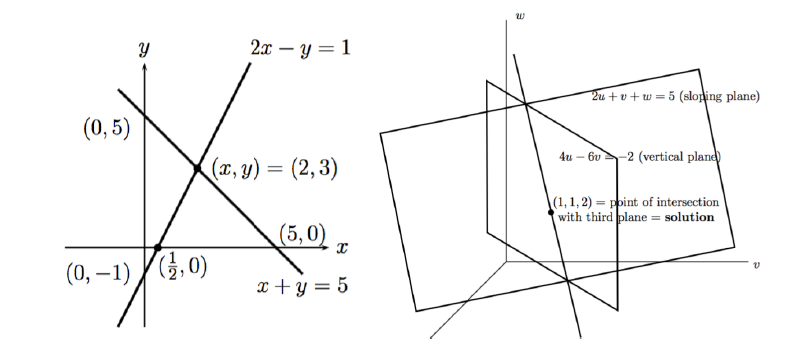 2x − y = 1
y
(0, 5)
(x, y) = (2, 3)
(5, 0)
x
(0, −1)
(½, 0)
x + y = 5
w
2u + v + w = 5 (sloping plane)
4u − 6v = −2 (vertical plane)
(1, 1, 2) = point of intersection
with third plane = solution
v